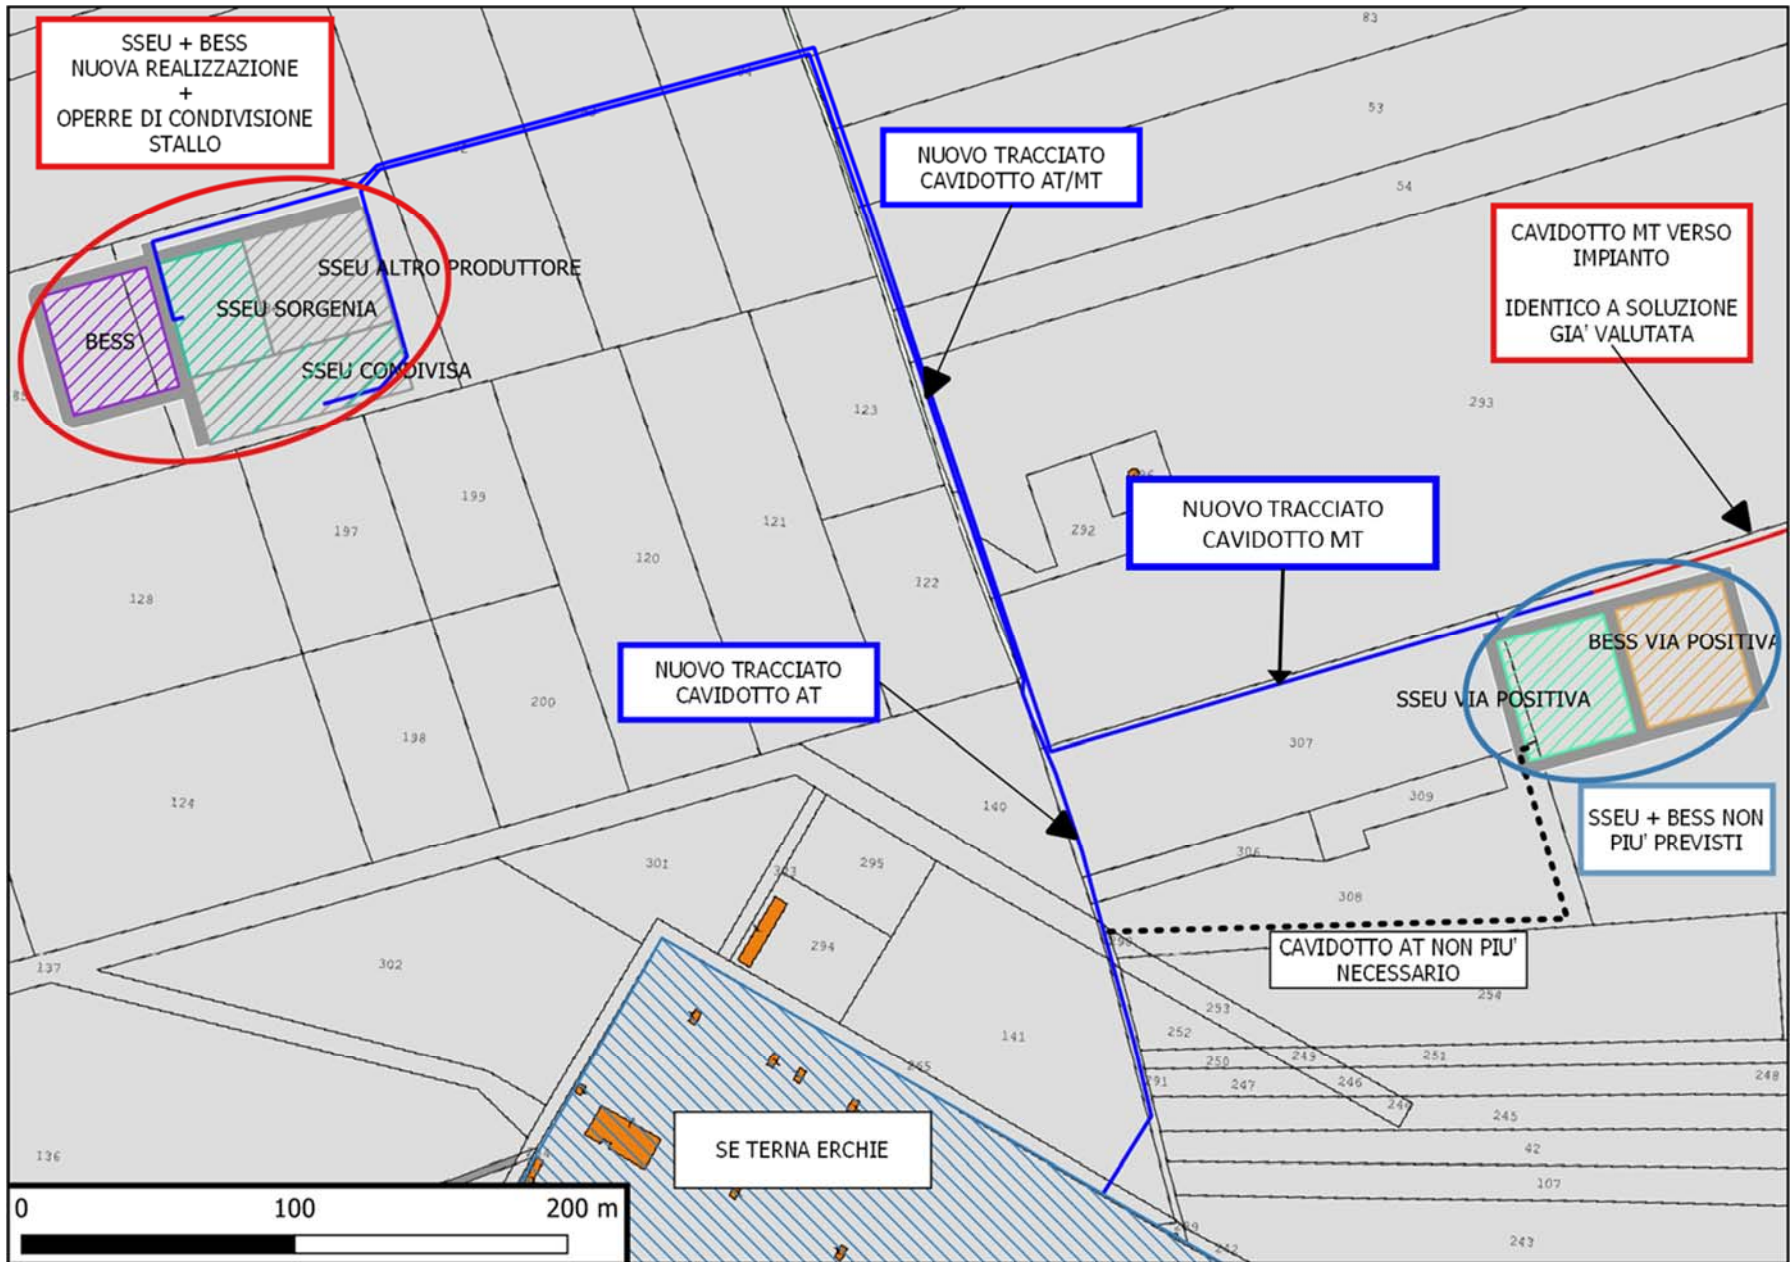 SSEU + BESS
NUOVA REALIZZAZIONE
+
OPERRE DI CONDIVISIONE
STALLO
83
53
54
NUOVO TRACCIATO
CAVIDOTTO AT/MT
CAVIDOTTO MT VERSO
IMPIANTO
IDENTICO A SOLUZIONE
GIA' VALUTATA
SSEU ALTRO PRODUTTORE
SSEU SORGENIA
BESS
SSEU CONDIVISA
123
293
199
197
121
120
292
122
128
NUOVO TRACCIATO
CAVIDOTTO MT
NUOVO TRACCIATO
CAVIDOTTO AT
BESS VIA POSITIVA
SSEU VIA POSITIVA
200
198
307
124
140
309
306
308
SSEU + BESS NON
PIU' PREVISTI
301
295
294
302
137
CAVIDOTTO AT NON PIU'
NECESSARIO
254
253
252
141
265
250
249
251
291
247
246
248
244
245
SE TERNA ERCHIE
136
42
107
243
242
0 100 200 m